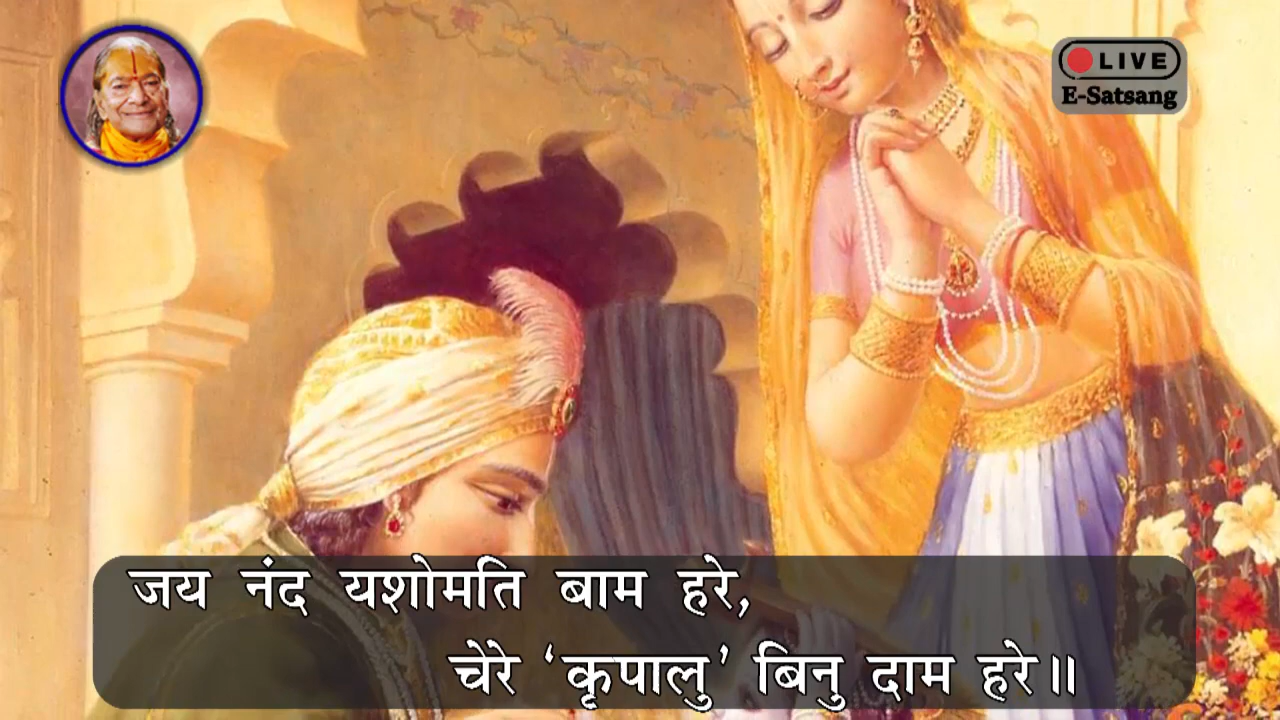 LIVE
E-Satsang
जय नंद यशोमति बाम हरे,
चेरे ‘कृपालु’ बिनु दाम हरे॥